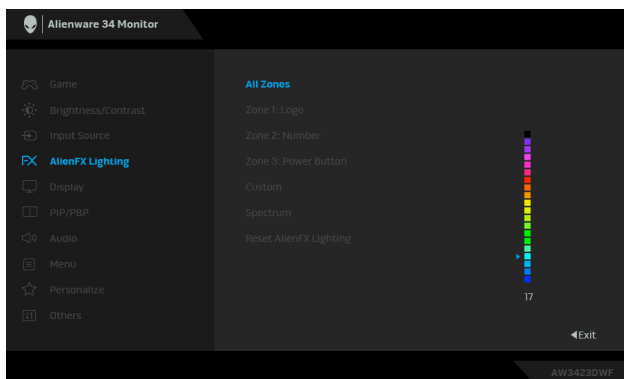 Alienware 34 Monitor
Game
Brightness/Contrast
Input Source
FX AlienFX Lighting
Display
PIP/PBP
Audio
Menu
Personalize
Others
All Zones
Zone 1: Logo
Zone 2: Number
Zone 3: Power Button
Custom
Spectrum
Reset AlienFX Lighting
17
Exit
AW3423DWF